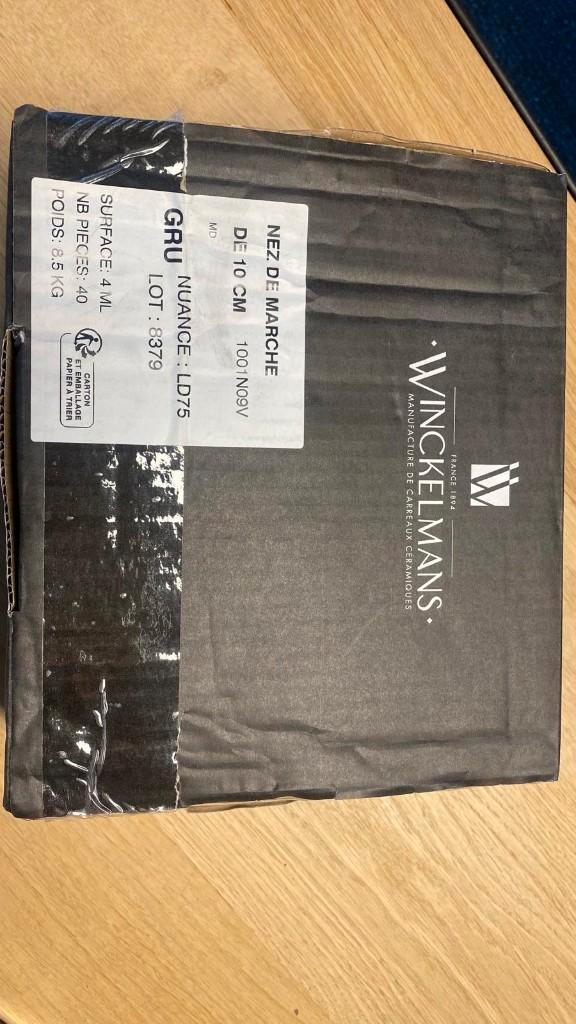 FRANCE 1894
·WINCKELMANS·
MANUFACTURE DE CARREAUX CÉRAMIQUES
NEZ DE MARCHE
DE 10 CM 1001N09V
MD
NUANCE : LD75
GRU
LOT : 8379
SURFACE: 4 ML
NB PIECES: 40
POIDS: 8.5 KG
CARTON
ET EMBALLAGE
PAPIER À TRIER